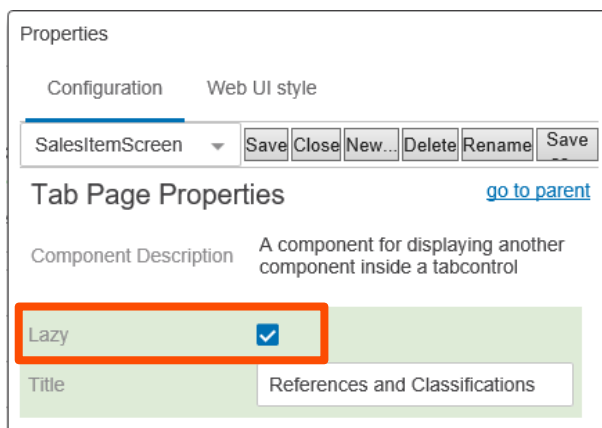 Properties
Configuration Web UI style
SalesItemScreen Save Close New... Delete Rename Save
Tab Page Properties go to parent
Component Description A component for displaying another
component inside a tabcontrol
Lazy
Title References and Classifications